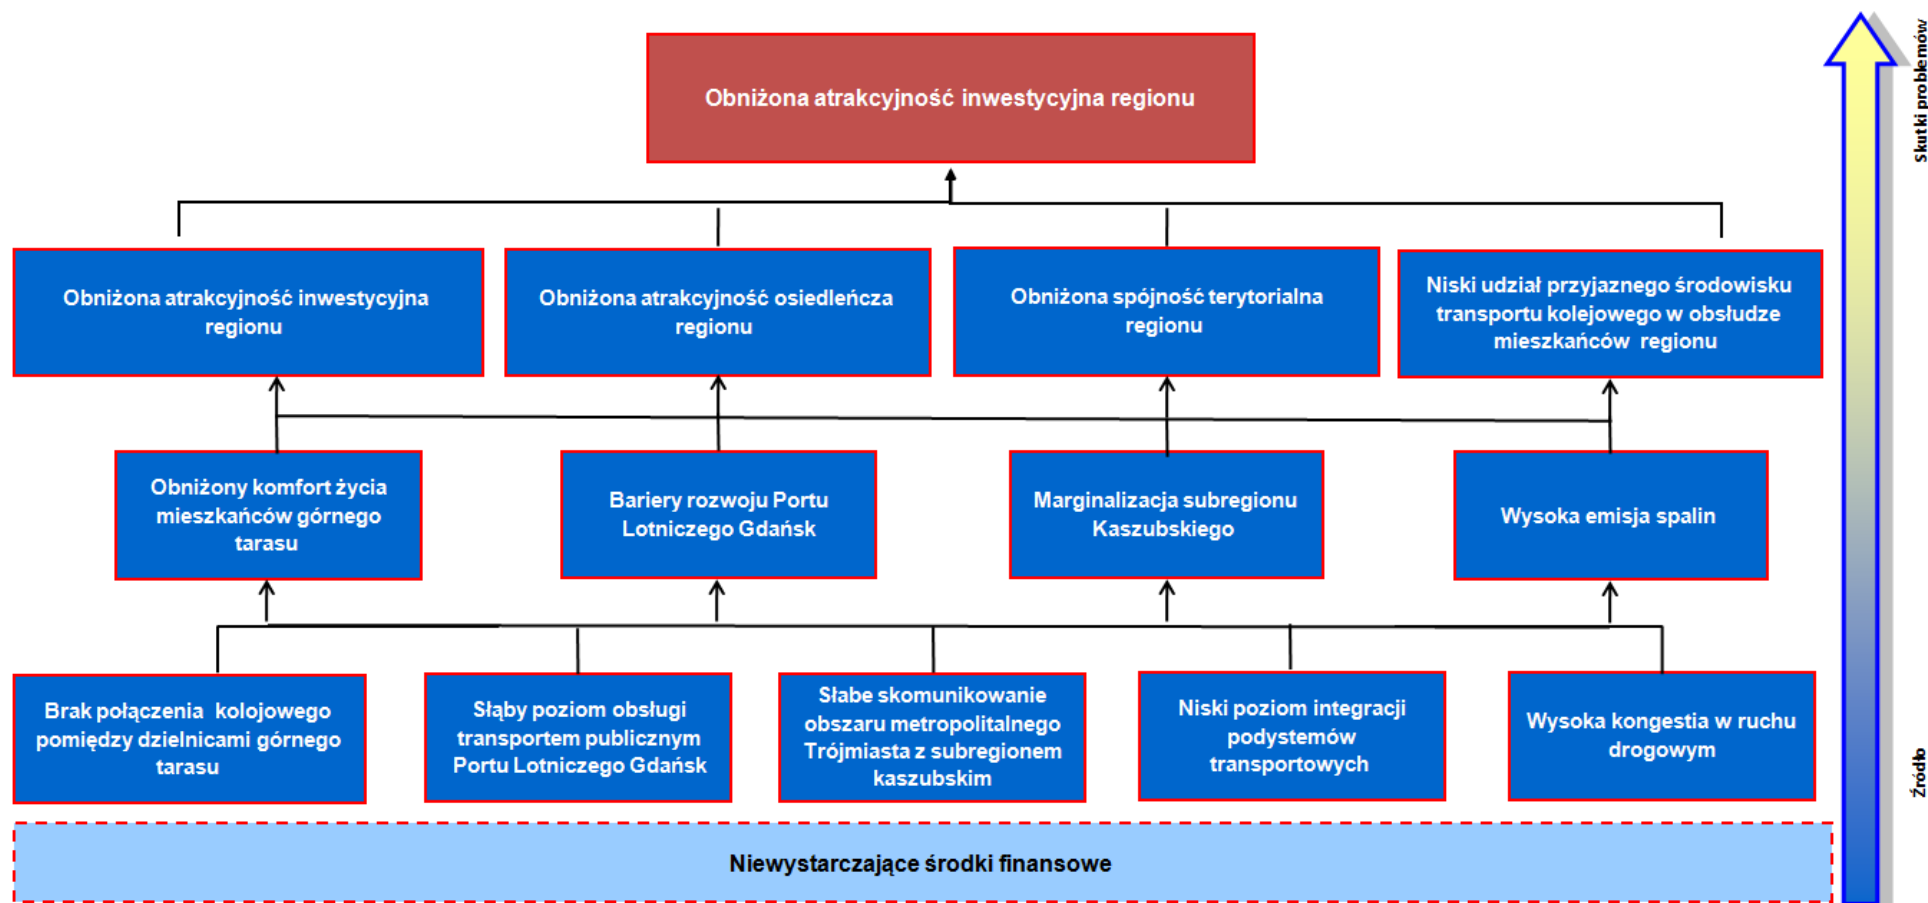 Skutki problemów
Obniżona atrakcyjność inwestycyjna regionu
Obniżona atrakcyjność inwestycyjna
regionu
Obniżona atrakcyjność osiedleńcza
regionu
Obniżona spójność terytorialna
regionu
Niski udział przyjaznego środowisku
transportu kolejowego w obsłudze
mieszkańców regionu
Obniżony komfort życia
mieszkańców górnego
tarasu
Bariery rozwoju Portu
Lotniczego Gdańsk
Marginalizacja subregionu
Kaszubskiego
Wysoka emisja spalin
Brak połączenia kolojowego
pomiędzy dzielnicami górnego
tarasu
Słąby poziom obsługi
transportem publicznym
Portu Lotniczego Gdańsk
Słabe skomunikowanie
obszaru metropolitalnego
Trójmiasta z subregionem
kaszubskim
Niski poziom integracji
podystemów
transportowych
Wysoka kongestia w ruchu
drogowym
Źródło
Niewystarczające środki finansowe